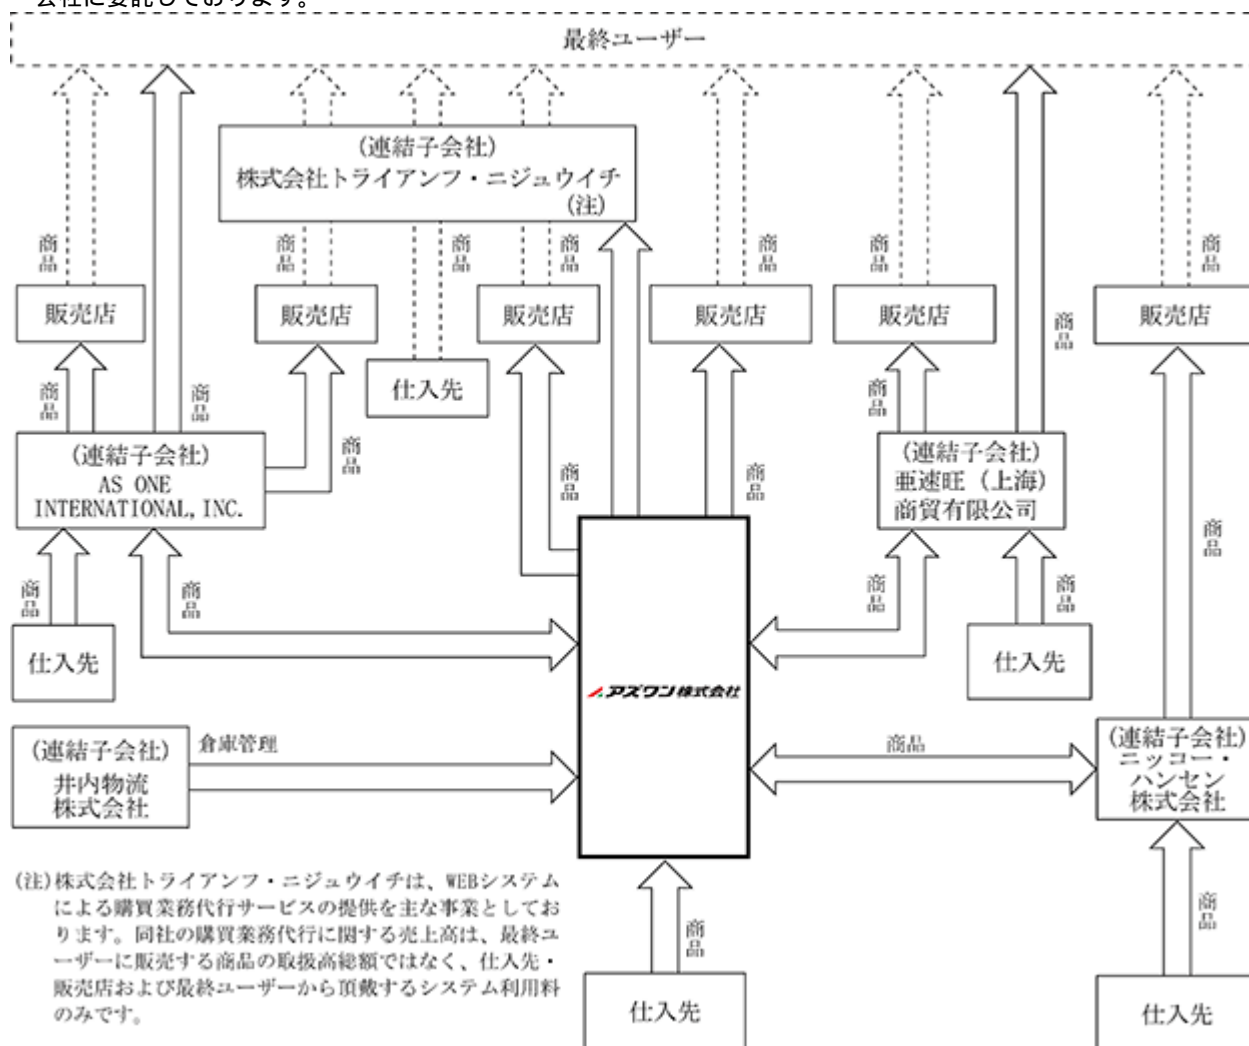 会社に委託しております。
最終ユーザー
(連結子会社)
株式会社トライアンフ・ニジュウイチ
(注)
商品
商品
商品
商品
商品
商品
商品
販売店
販売店
販売店
販売店
販売店
販売店
商品
仕入先
商品
商品
商品
商品
(連結子会社)
AS ONE
INTERNATIONAL, INC.
商品
商品
商品
(連結子会社)
亜速旺（上海）
商貿有限公司
商品
商品
商品
商品
商品
仕入先
仕入先
アズワン株式会社
(連結子会社)
井内物流
株式会社
倉庫管理
商品
(連結子会社)
ニッコー・
ハンセン
株式会社
(注)株式会社トライアンフ・ニジュウイチは、WEBシステム
による購買業務代行サービスの提供を主な事業としてお
ります。同社の購買業務代行に関する売上高は、最終ユ
ーザーに販売する商品の取扱高総額ではなく、仕入先・
販売店および最終ユーザーから頂戴するシステム利用料
のみです。
商品
商品
仕入先
仕入先